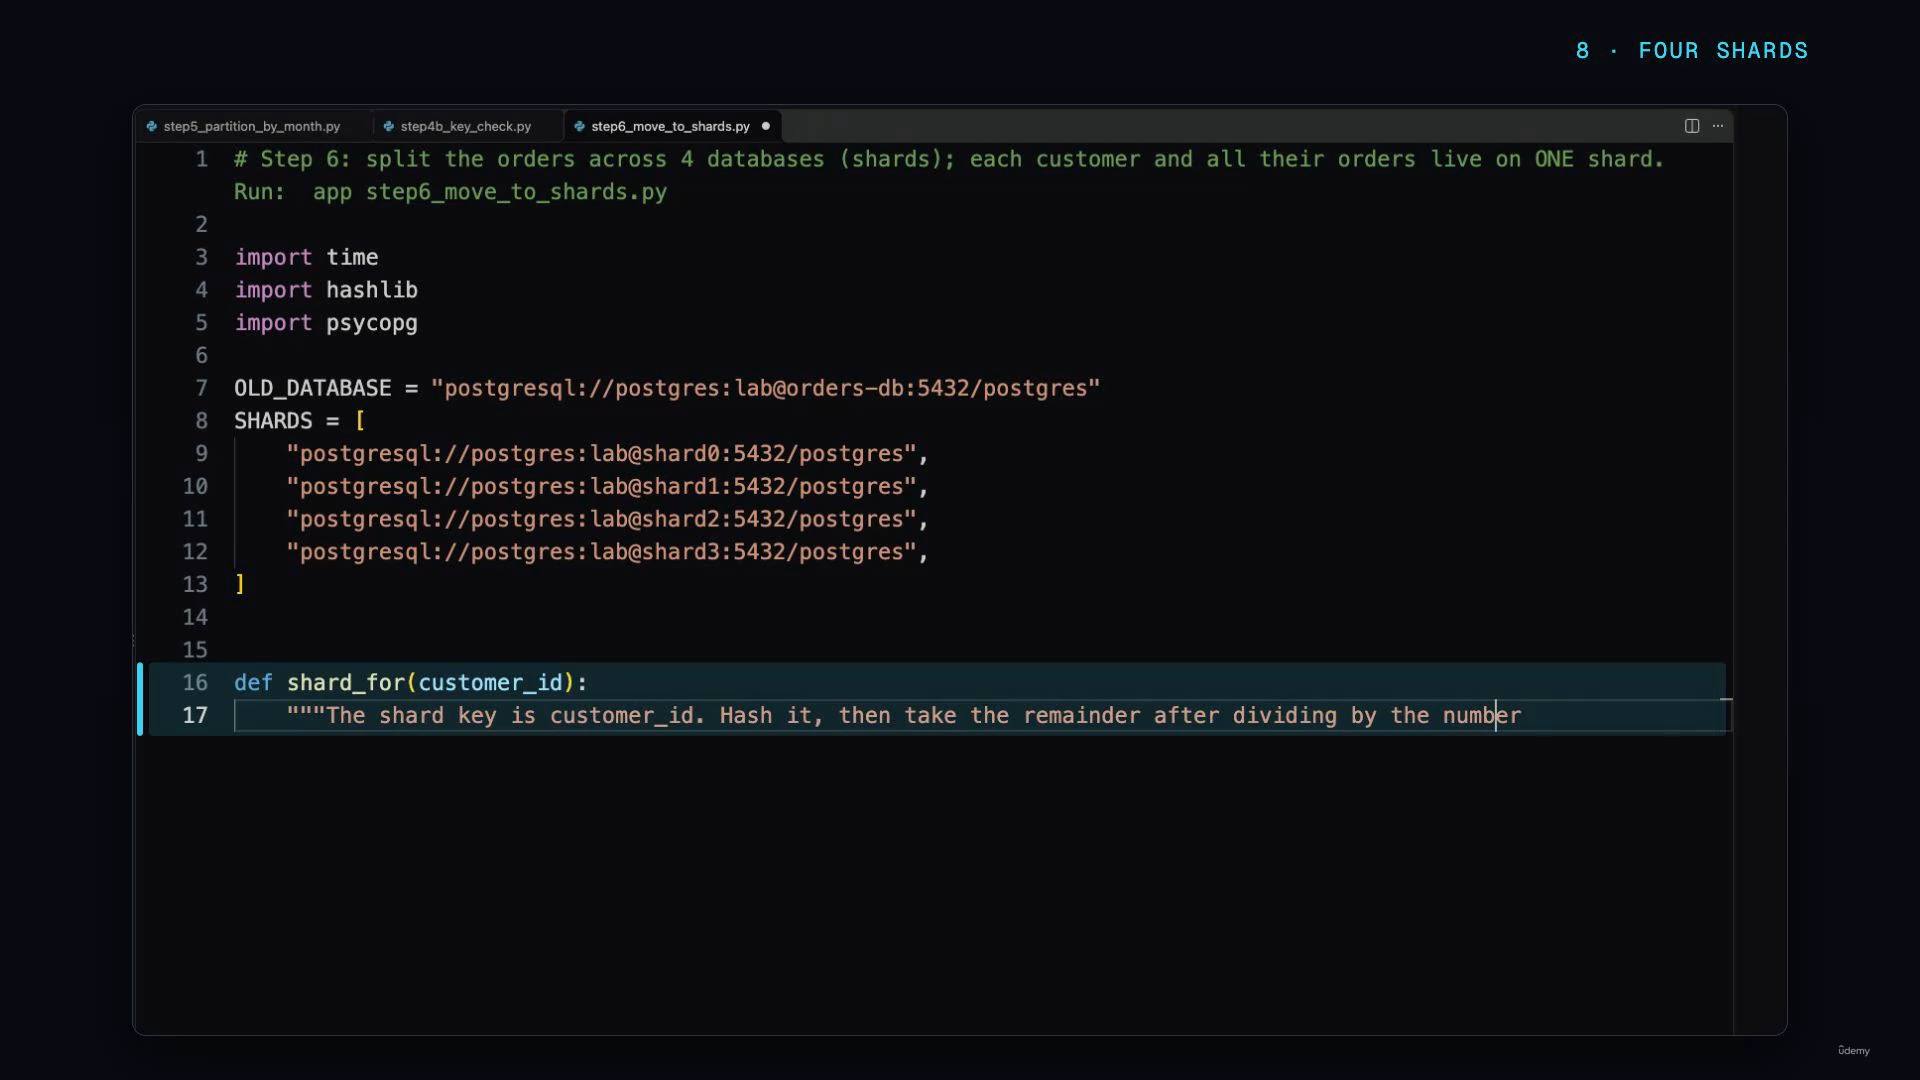 8 · FOUR SHARDS
step5_partition_by_month.py step4b_key_check.py step6_move_to_shards.py
1 # Step 6: split the orders across 4 databases (shards); each customer and all their orders live on ONE shard.
Run:  app step6_move_to_shards.py
2
3 import time
4 import hashlib
5 import psycopg
6
7 OLD_DATABASE = "postgresql://postgres:lab@orders-db:5432/postgres"
8 SHARDS = [
9     "postgresql://postgres:lab@shard0:5432/postgres",
10     "postgresql://postgres:lab@shard1:5432/postgres",
11     "postgresql://postgres:lab@shard2:5432/postgres",
12     "postgresql://postgres:lab@shard3:5432/postgres",
13 ]
14
15
16 def shard_for(customer_id):
17     """The shard key is customer_id. Hash it, then take the remainder after dividing by the number
udemy